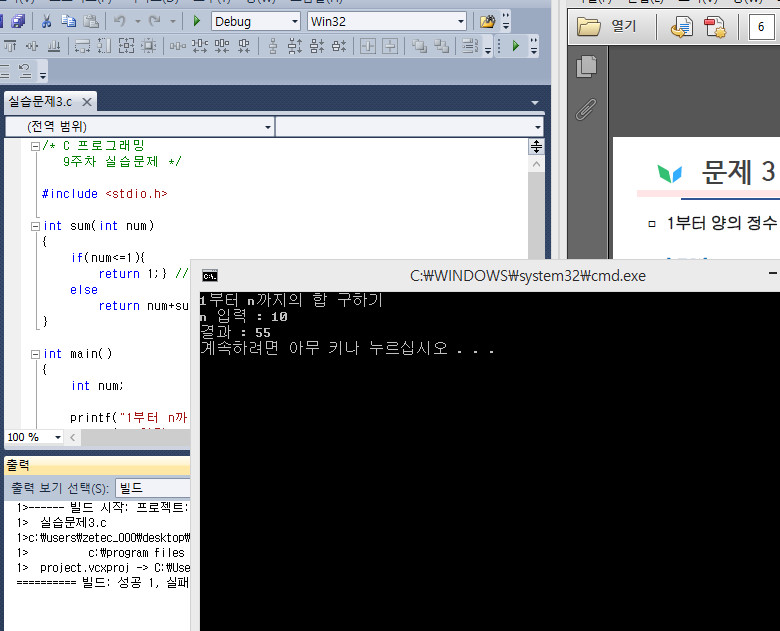 Debug
Win32
열기
6
실습문제3.c
(전역 범위)
/* C 프로그래밍
9주차 실습문제 */
#include <stdio.h>
int sum(int num)
{
if(num<=1){
return 1;} //
else
return num+su
}
int main()
{
int num;
printf("1부터 n까
100 %
출력
출력 보기 선택(S): 빌드
1>------ 빌드 시작: 프로젝트:
1> 실습문제3.c
1>c:\users\zetec_000\desktop\
1> c:\program files
1> project.vcxproj -> C:\Use
========== 빌드: 성공 1, 실패
문제 3
1부터 양의 정수
C:\WINDOWS\system32\cmd.exe
1부터 n까지의 합 구하기
n 입력 : 10
결과 : 55
계속하려면 아무 키나 누르십시오 . . .